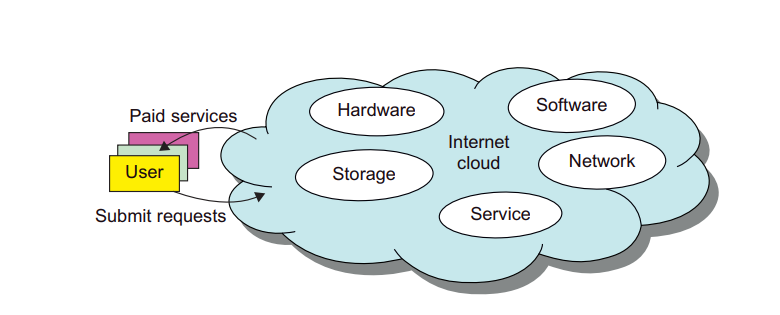 Paid services
User
Submit requests
Hardware
Software
Internet
cloud
Storage
Network
Service